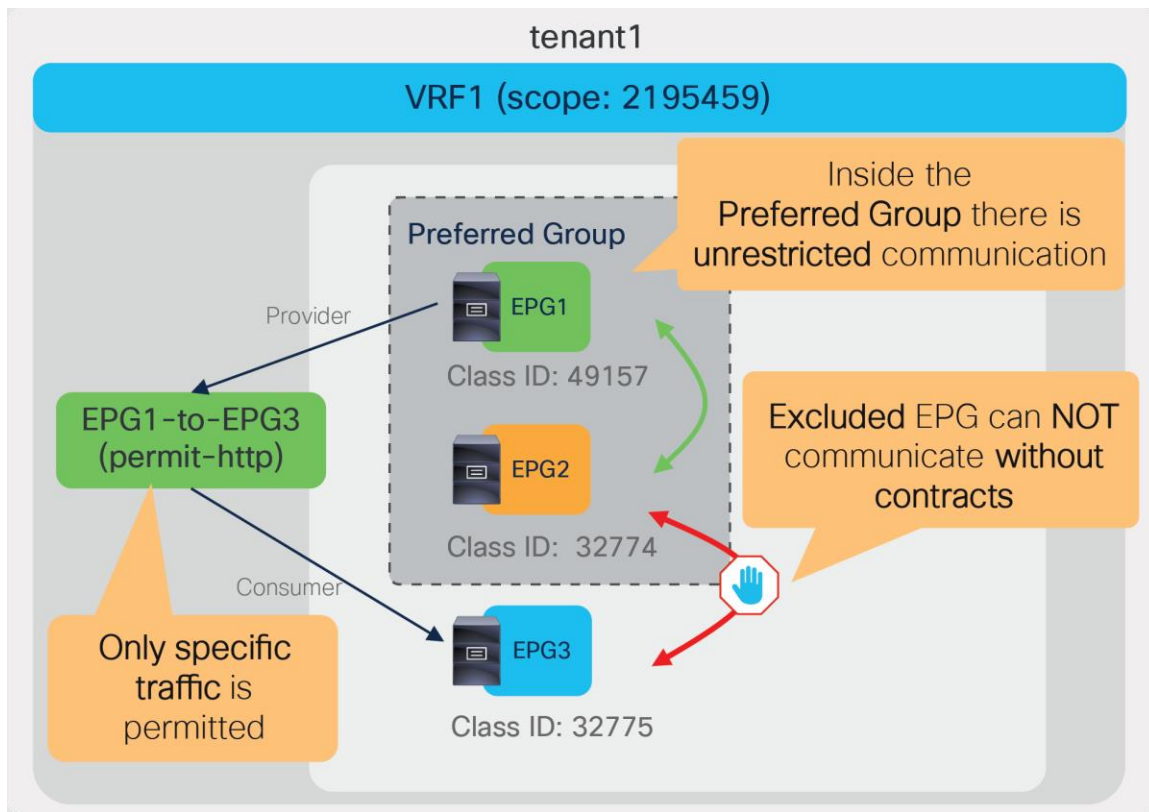 tenant1
VRF1 (scope: 2195459)
Inside the
Preferred Group there is
unrestricted communication
Preferred Group
EPG1
Class ID: 49157
Provider
EPG1-to-EPG3
(permit-http)
EPG2
Class ID: 32774
Excluded EPG can NOT
communicate without
contracts
Consumer
Only specific
traffic is
permitted
EPG3
Class ID: 32775